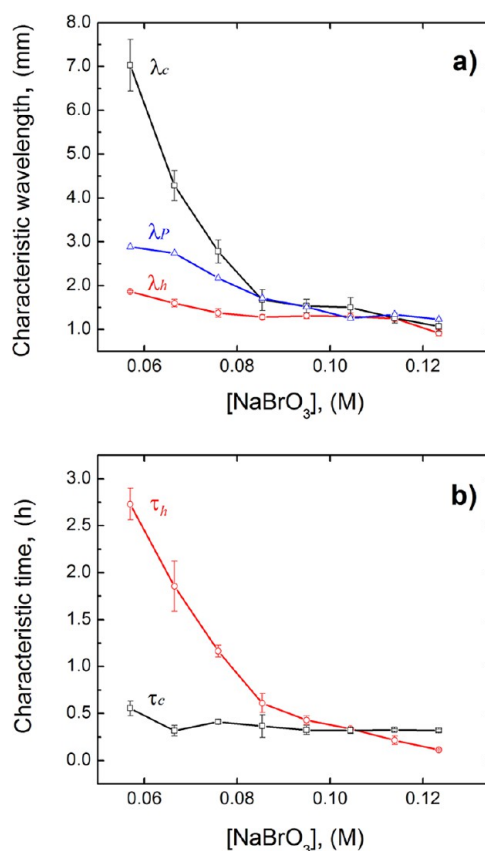 a)
8.0
7.0
6.0
5.0
4.0
3.0
2.0
1.0
Characteristic wavelength, (mm)
λc
λP
λh
0.06 0.08 0.10 0.12
[NaBrO₃], (M)
b)
3.0
2.5
2.0
1.5
1.0
0.5
0.0
Characteristic time, (h)
τh
τc
0.06 0.08 0.10 0.12
[NaBrO₃], (M)